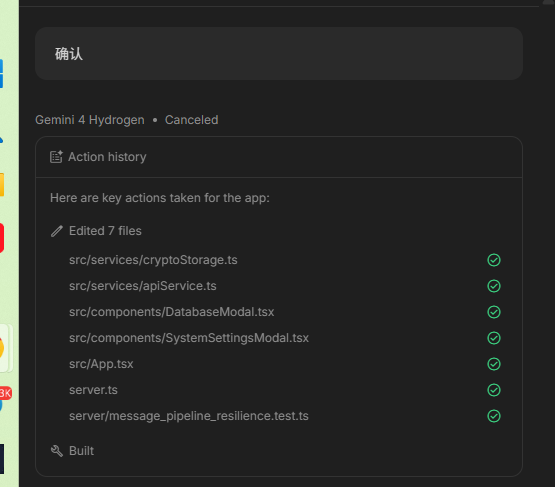 确认
Gemini 4 Hydrogen • Canceled
Action history
Here are key actions taken for the app:
Edited 7 files
src/services/cryptoStorage.ts
src/services/apiService.ts
src/components/DatabaseModal.tsx
src/components/SystemSettingsModal.tsx
src/App.tsx
server.ts
3K
server/message_pipeline_resilience.test.ts
Built